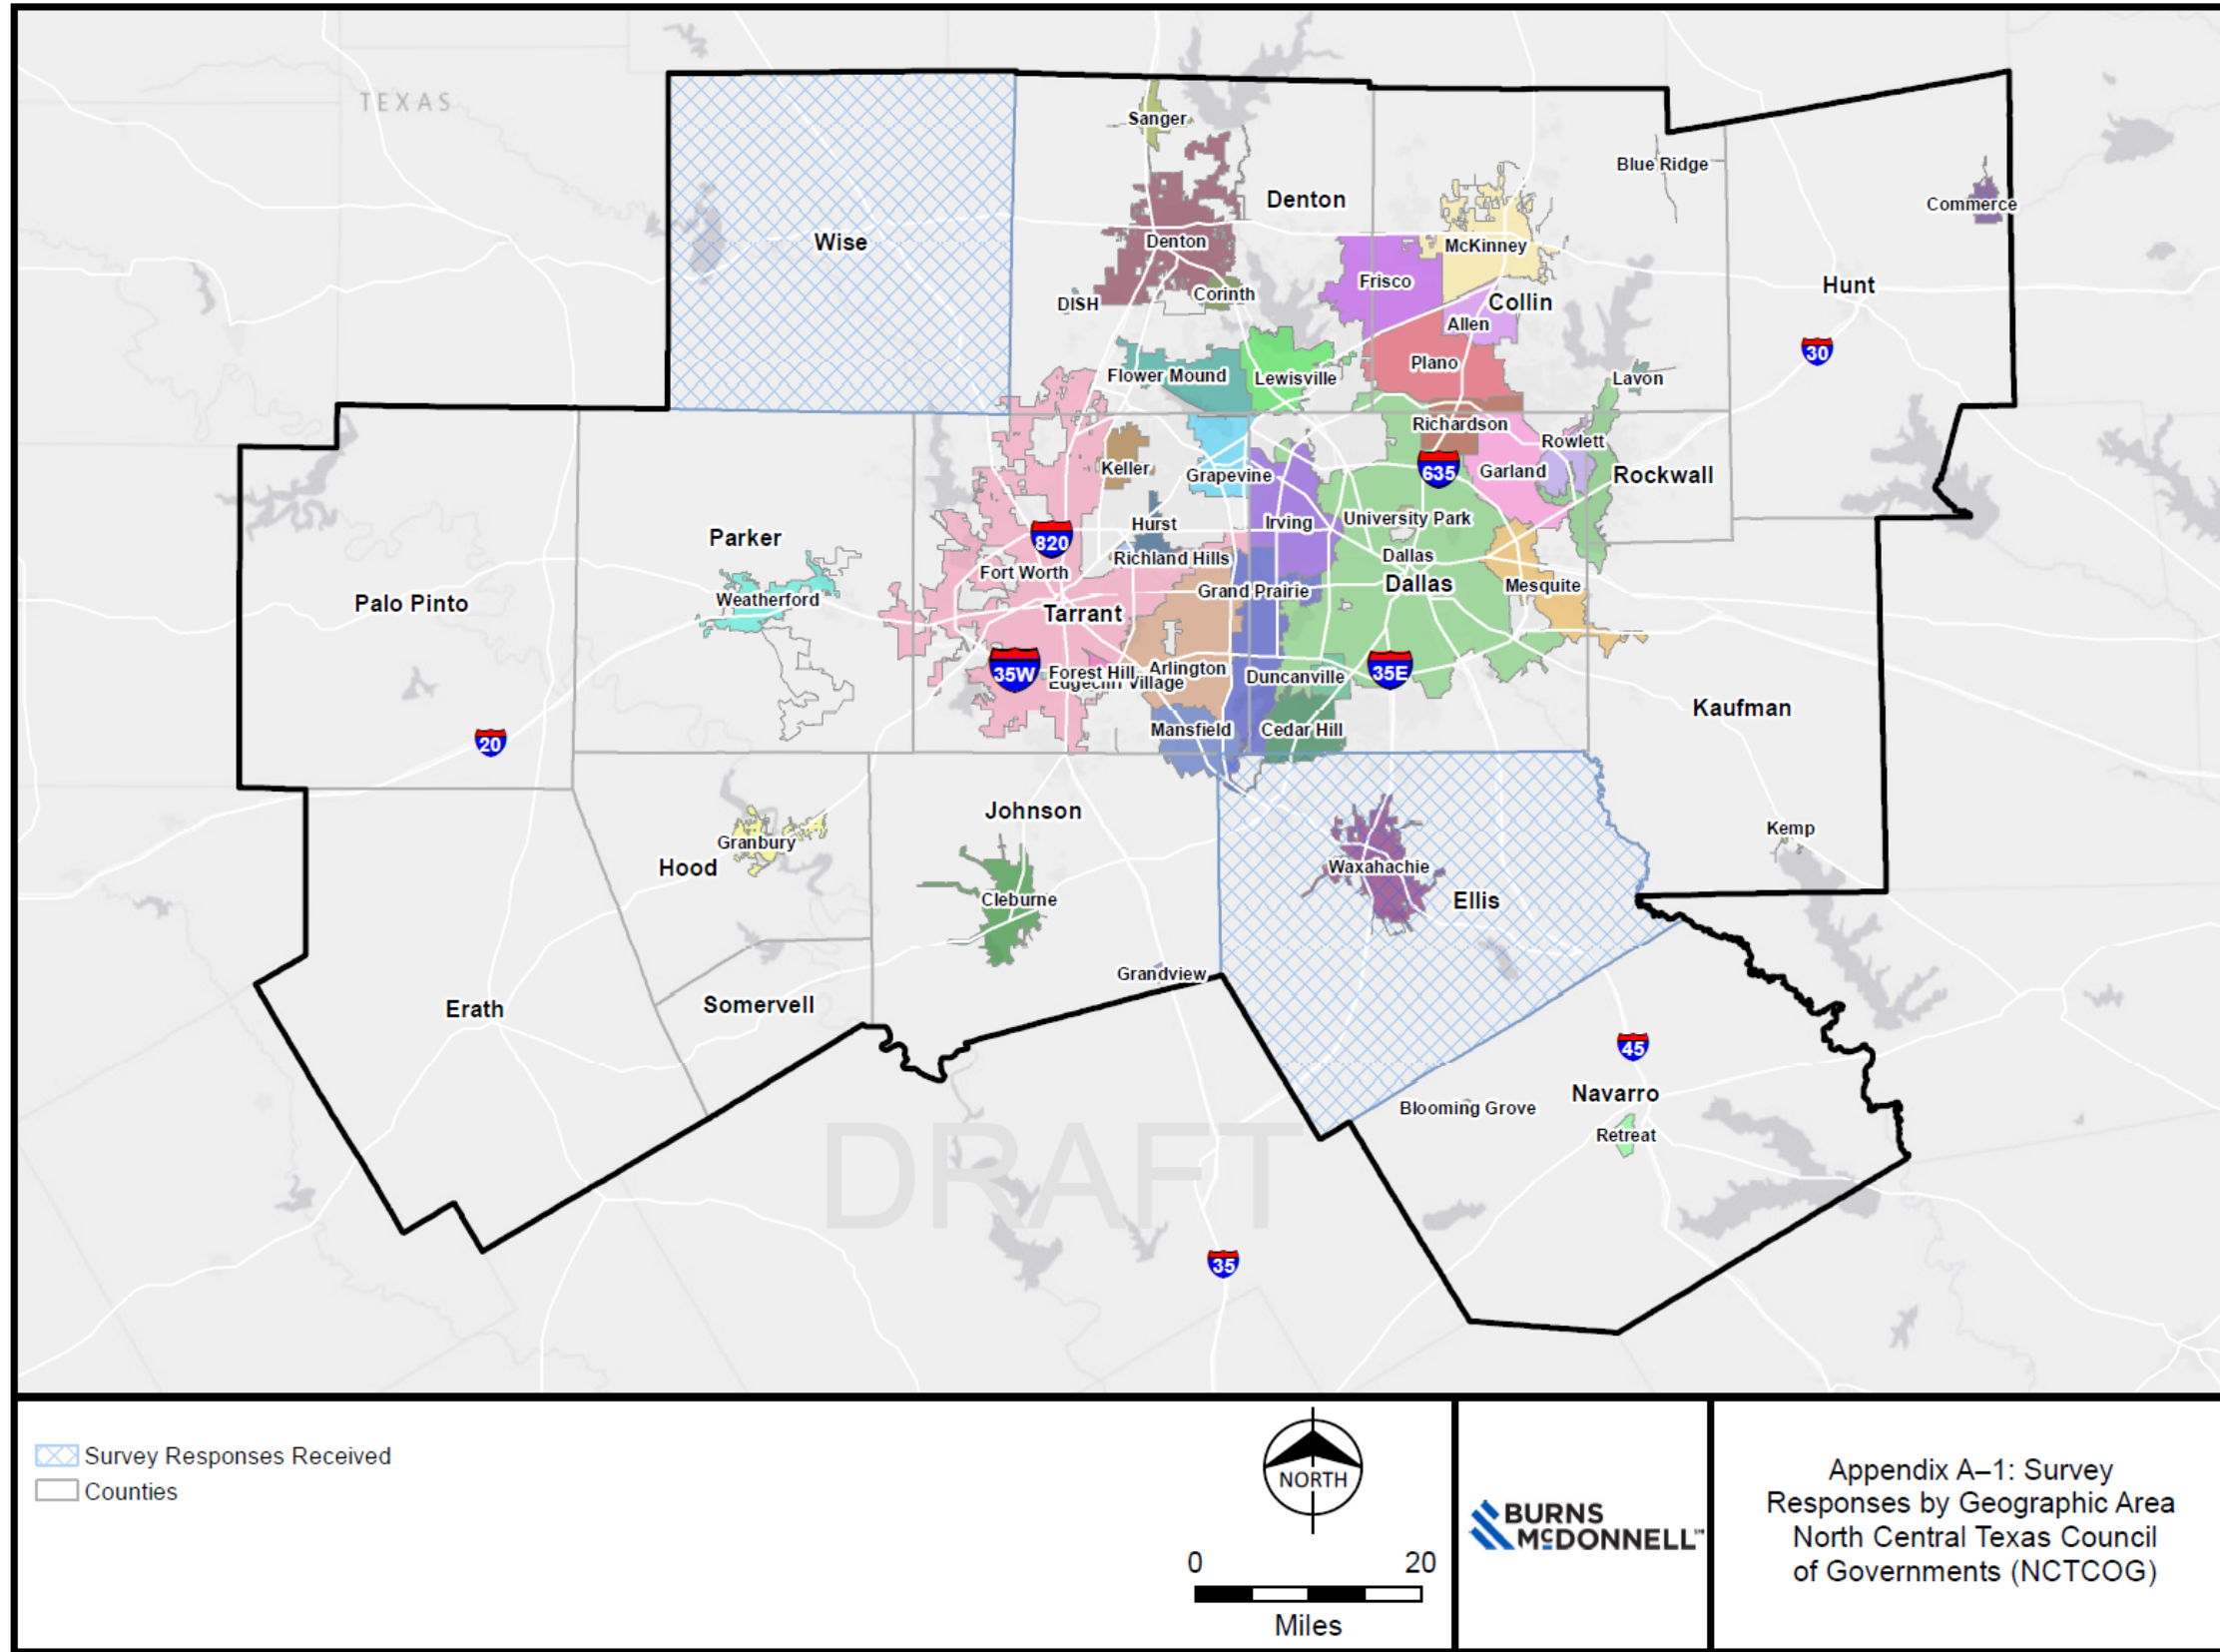 TEXAS
Sanger
Blue Ridge
Denton
Commerce
Wise
Denton
McKinney
Frisco
Hunt
DISH
Corinth
Collin
Allen
30
Plano
Flower Mound
Lewisville
Lavon
Richardson
Rowlett
Keller
Grapevine
635
Garland
Rockwall
Hurst
Irving
University Park
Parker
820
Richland Hills
Dallas
Fort Worth
Dallas
Mesquite
Palo Pinto
Weatherford
Grand Prairie
Tarrant
35W
Forest Hill
Arlington
Edgecliff Village
Duncanville
35E
Kaufman
20
Mansfield
Cedar Hill
Johnson
Kemp
Granbury
Hood
Waxahachie
Cleburne
Ellis
Grandview
Erath
Somervell
45
Navarro
Blooming Grove
Retreat
DRAFT
35
Survey Responses Received
Counties
NORTH
0 20
Miles
BURNS
McDONNELL℠
Appendix A–1: Survey
Responses by Geographic Area
North Central Texas Council
of Governments (NCTCOG)